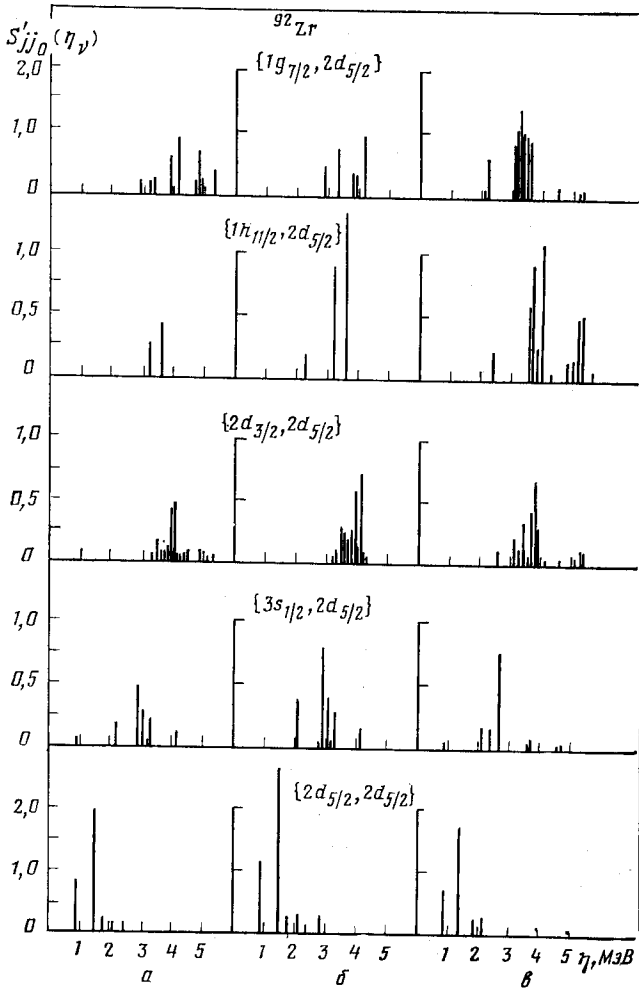 ⁹²Zr
S'jj₀(ηᵥ)
{1g₇/₂, 2d₅/₂}
2,0
1,0
0
{1h₁₁/₂, 2d₅/₂}
1,0
0,5
0
{2d₃/₂, 2d₅/₂}
1,0
0,5
0
{3s₁/₂, 2d₅/₂}
1,0
0,5
0
{2d₅/₂, 2d₅/₂}
2,0
1,0
0
1 2 3 4 5 1 2 3 4 5 1 2 3 4 5 η, МэВ
а б в